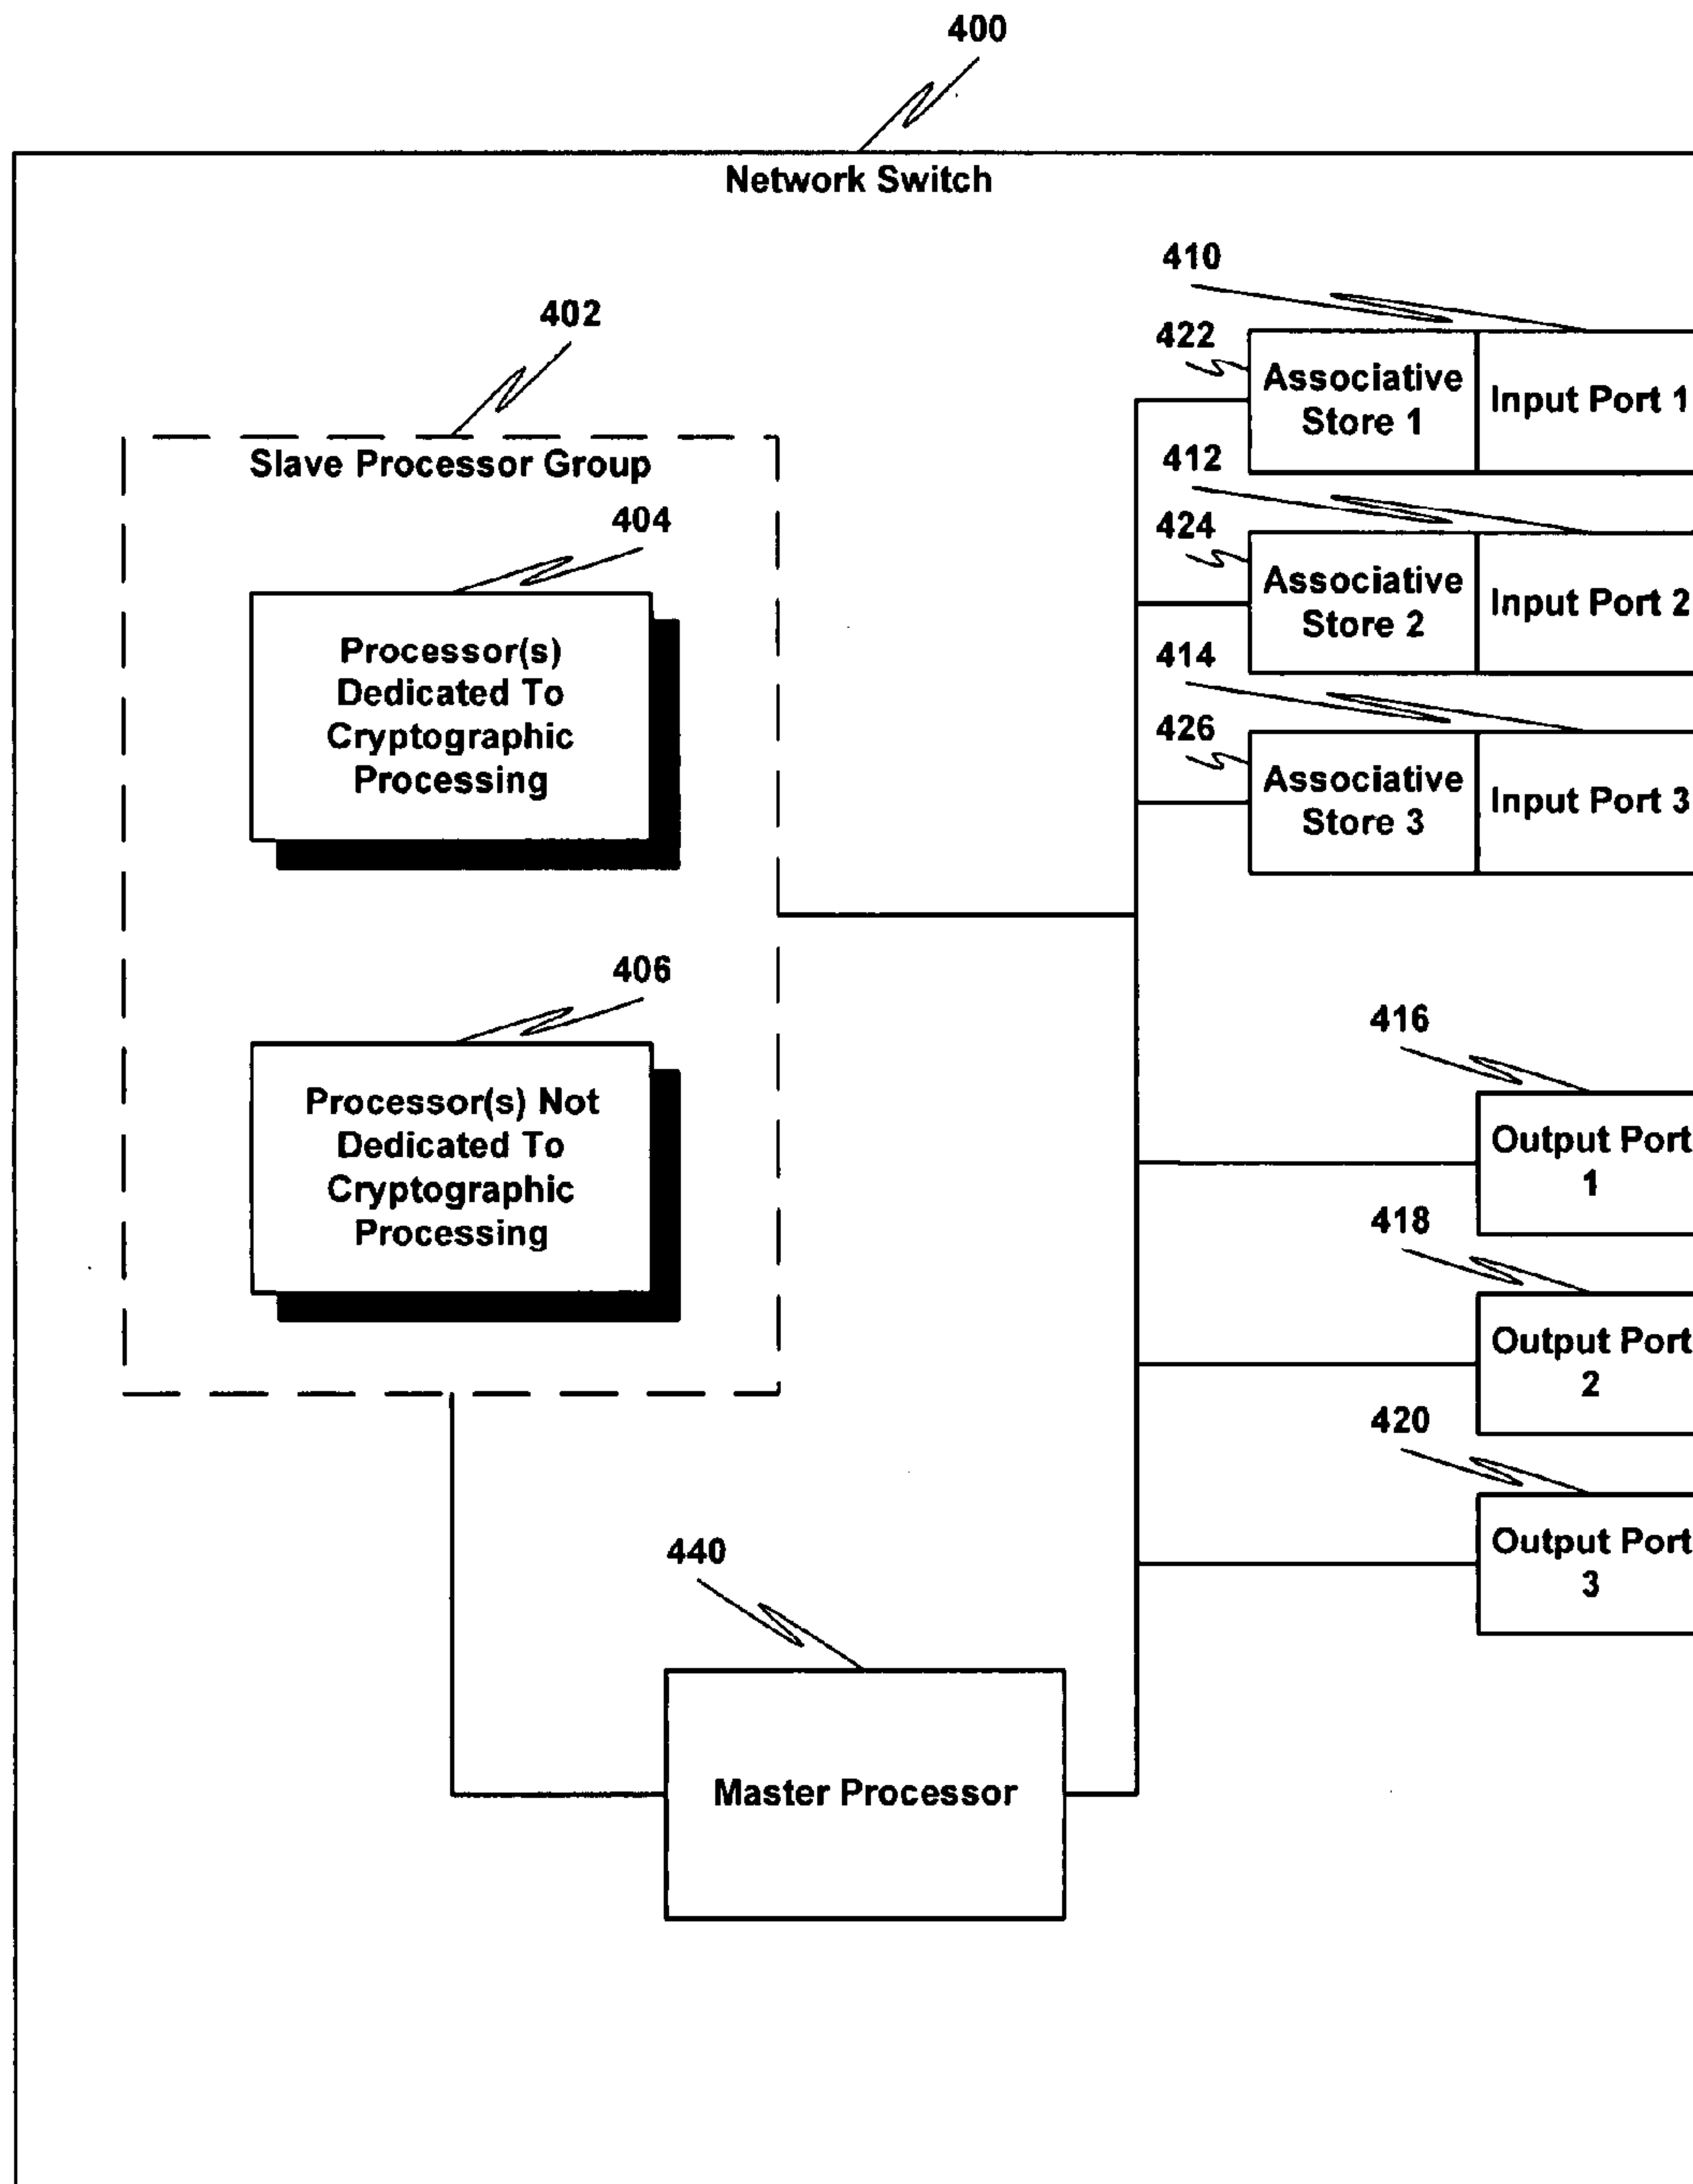 400
Network Switch
410
402
422
Associative
Store 1
Input Port 1
Slave Processor Group
412
404
424
Associative
Store 2
Input Port 2
Processor(s)
Dedicated To
Cryptographic
Processing
414
426
Associative
Store 3
Input Port 3
406
416
Processor(s) Not
Dedicated To
Cryptographic
Processing
Output Port
1
418
Output Port
2
420
Output Port
3
440
Master Processor